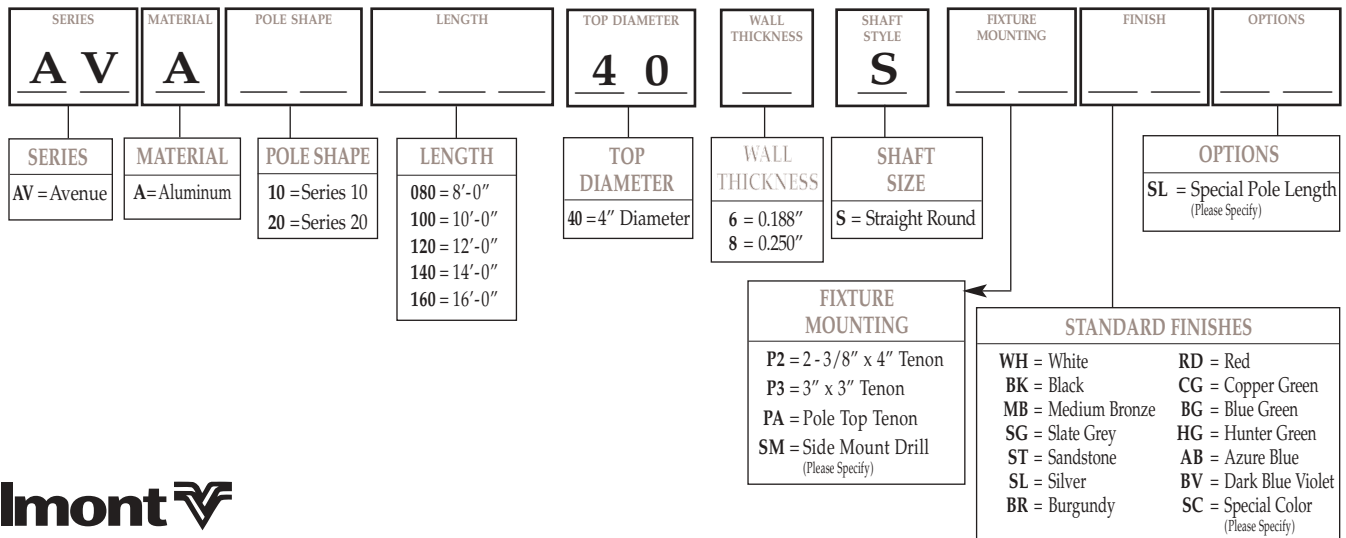 SERIES
A V
MATERIAL
A
POLE SHAPE
LENGTH
TOP DIAMETER
4 0
WALL
THICKNESS
SHAFT
STYLE
S
FIXTURE
MOUNTING
FINISH
OPTIONS
SERIES
AV = Avenue
MATERIAL
A = Aluminum
POLE SHAPE
10 = Series 10
20 = Series 20
LENGTH
080 = 8'-0"
100 = 10'-0"
120 = 12'-0"
140 = 14'-0"
160 = 16'-0"
TOP
DIAMETER
40 = 4" Diameter
WALL
THICKNESS
6 = 0.188"
8 = 0.250"
SHAFT
SIZE
S = Straight Round
OPTIONS
SL = Special Pole Length
(Please Specify)
FIXTURE
MOUNTING
P2 = 2-3/8" x 4" Tenon
P3 = 3" x 3" Tenon
PA = Pole Top Tenon
SM = Side Mount Drill
(Please Specify)
STANDARD FINISHES
WH = White
BK = Black
MB = Medium Bronze
SG = Slate Grey
ST = Sandstone
SL = Silver
BR = Burgundy
RD = Red
CG = Copper Green
BG = Blue Green
HG = Hunter Green
AB = Azure Blue
BV = Dark Blue Violet
SC = Special Color
(Please Specify)
lmont